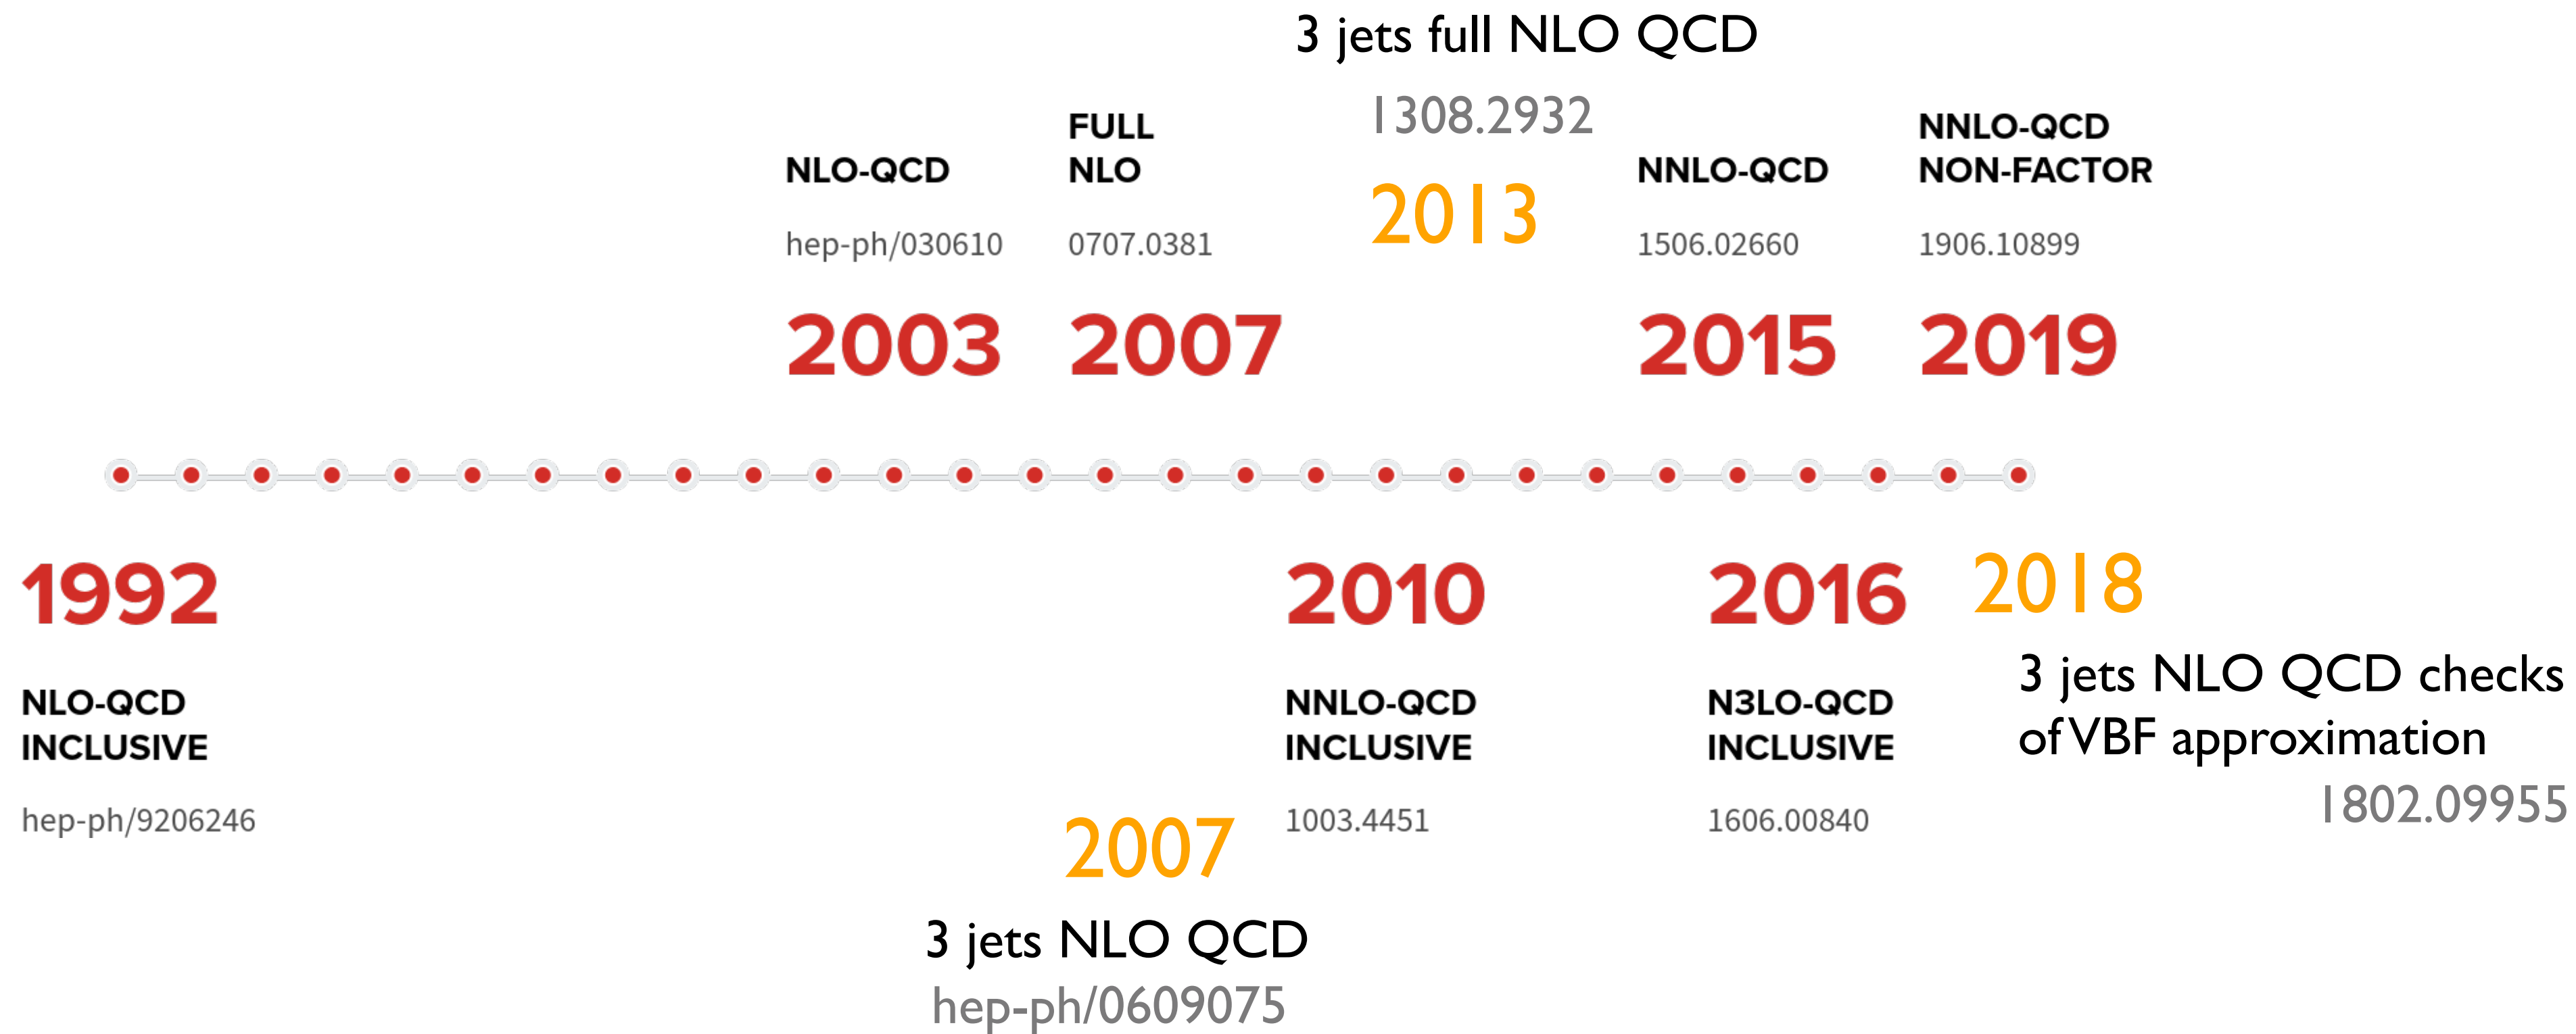 3 jets full NLO QCD
1308.2932
2013
NLO-QCD
hep-ph/030610
2003
FULL
NLO
0707.0381
2007
NNLO-QCD
1506.02660
2015
NNLO-QCD
NON-FACTOR
1906.10899
2019
1992
NLO-QCD
INCLUSIVE
hep-ph/9206246
2007
3 jets NLO QCD
hep-ph/0609075
2010
NNLO-QCD
INCLUSIVE
1003.4451
2016
N3LO-QCD
INCLUSIVE
1606.00840
2018
3 jets NLO QCD checks
of VBF approximation
1802.09955